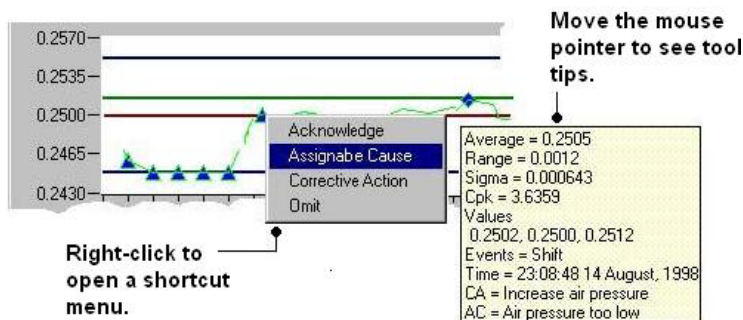 Move the mouse
pointer to see tool
tips.
0.2570
0.2535
0.2500
0.2465
0.2430
Acknowledge
Assignabe Cause
Corrective Action
Omit
Average = 0.2505
Range = 0.0012
Sigma = 0.000643
Cpk = 3.6359
Values
0.2502, 0.2500, 0.2512
Events = Shift
Time = 23:08:48 14 August, 1998
CA = Increase air pressure
AC = Air pressure too low
Right-click to
open a shortcut
menu.